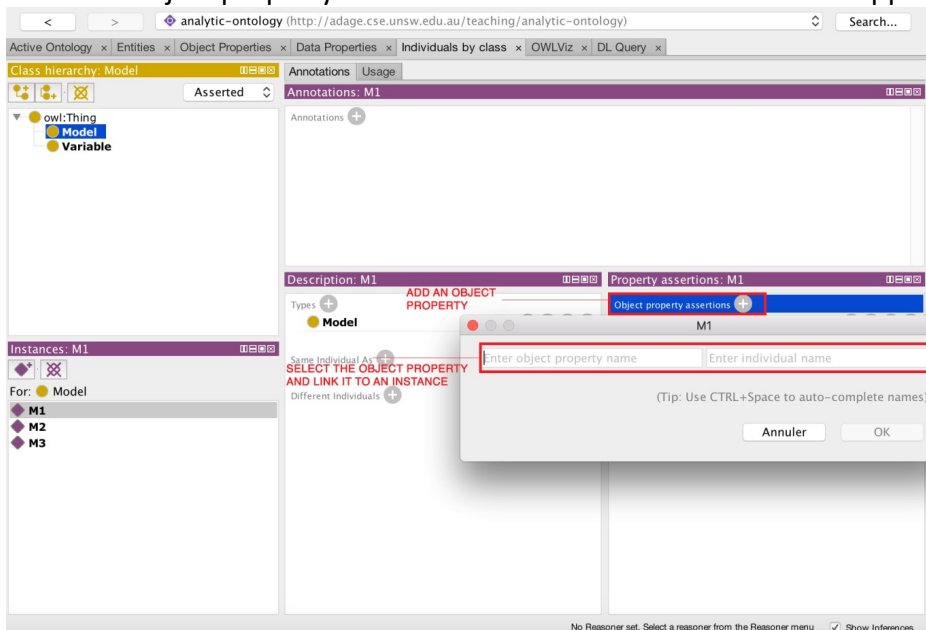 < > analytic-ontology (http://adage.cse.unsw.edu.au/teaching/analytic-ontology) Search...
Active Ontology × Entities × Object Properties × Data Properties × Individuals by class × OWLViz × DL Query ×
Class hierarchy: Model
Asserted
owl:Thing
Model
Variable
Annotations Usage
Annotations: M1
Annotations
Description: M1
Types
ADD AN OBJECT
PROPERTY
Model
Same Individual As
SELECT THE OBJECT PROPERTY
AND LINK IT TO AN INSTANCE
Different Individuals
Property assertions: M1
Object property assertions
M1
Enter object property name Enter individual name
(Tip: Use CTRL+Space to auto-complete names)
Annuler OK
Instances: M1
For: Model
M1
M2
M3
No Reasoner set. Select a reasoner from the Reasoner menu Show Inferences